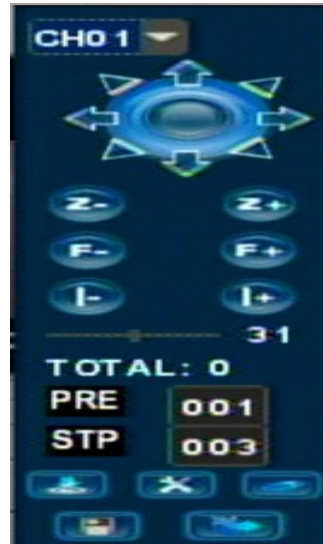 CH01
Z- Z+
F- F+
I- I+
31
TOTAL: 0
PRE 001
STP 003